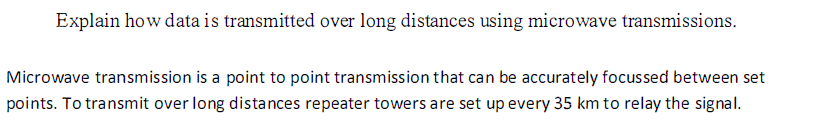 Explain how data is transmitted over long distances using microwave transmissions.
Microwave transmission is a point to point transmission that can be accurately focussed between set
points. To transmit over long distances repeater towers are set up every 35 km to relay the signal.